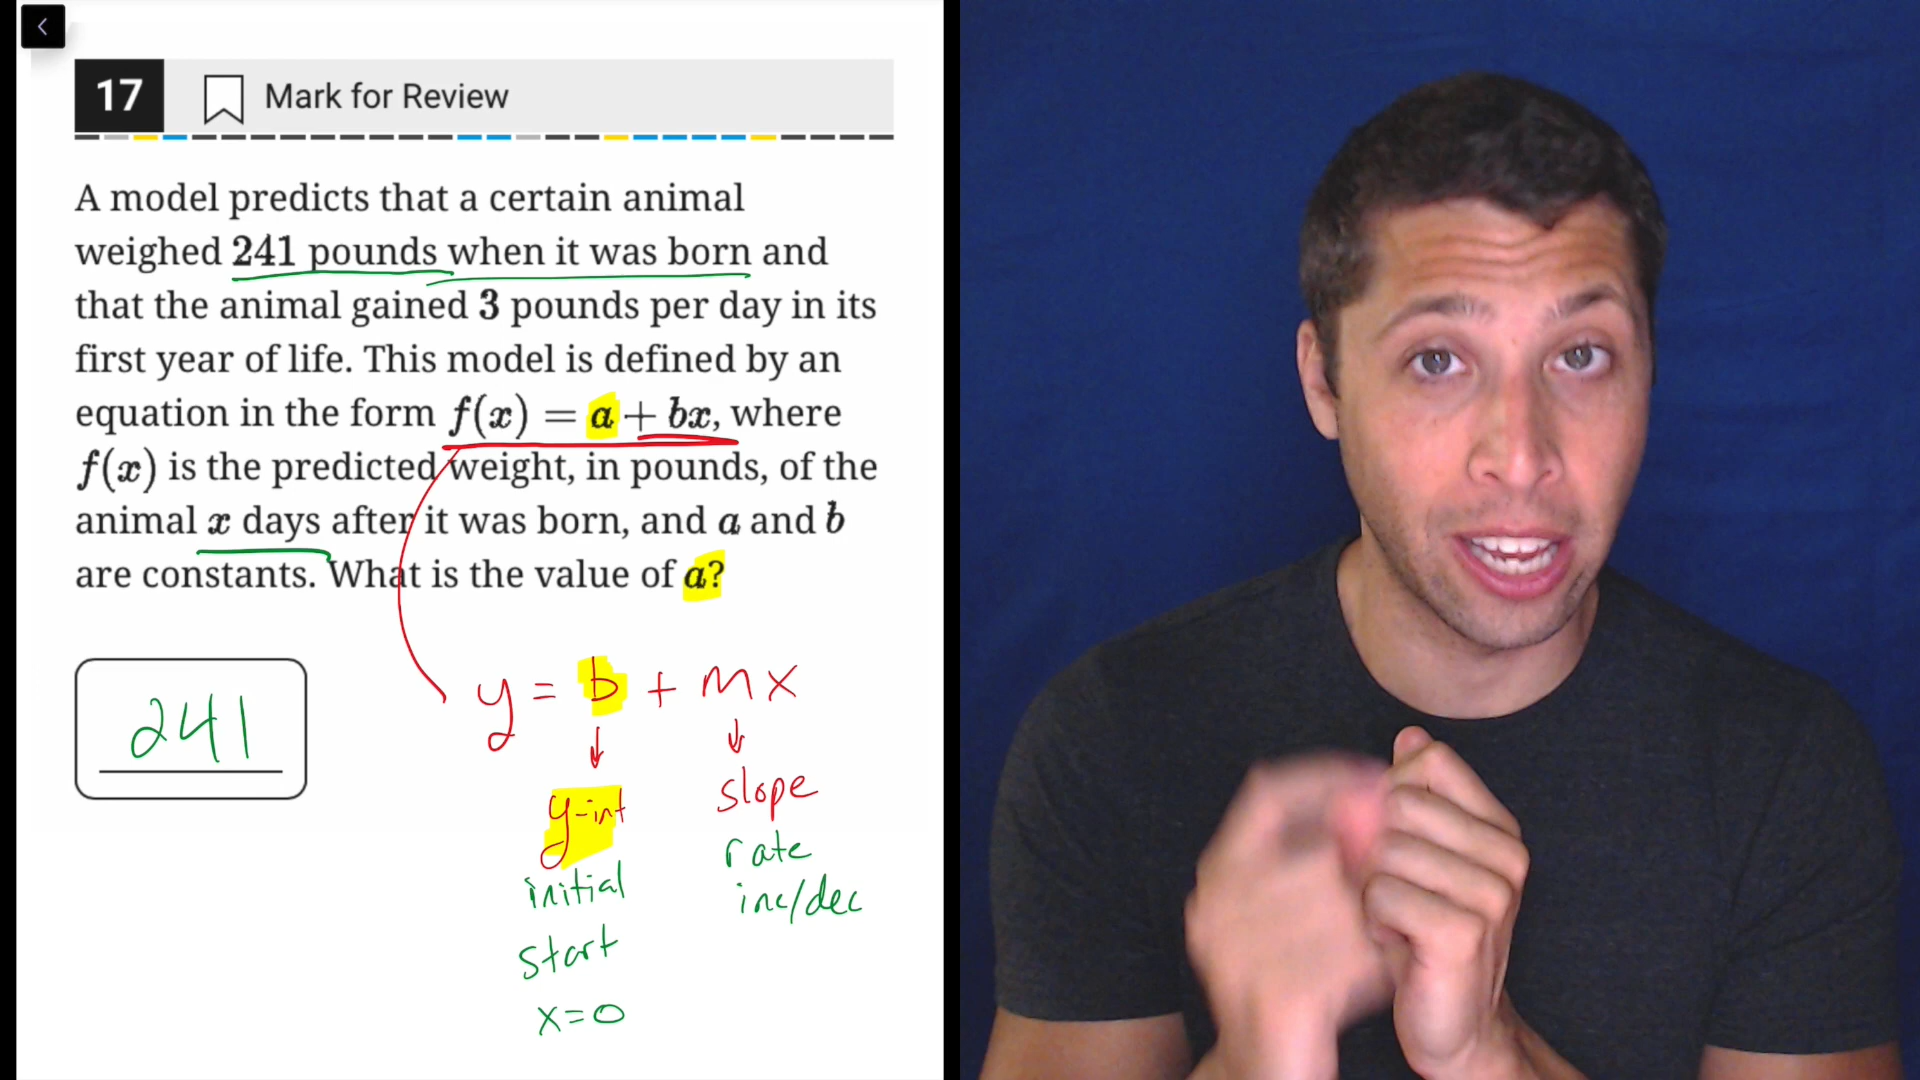 17 Mark for Review
A model predicts that a certain animal
weighed 241 pounds when it was born and
that the animal gained 3 pounds per day in its
first year of life. This model is defined by an
equation in the form f(x) = a + bx, where
f(x) is the predicted weight, in pounds, of the
animal x days after it was born, and a and b
are constants. What is the value of a?
241
y = b + mx
y-int
slope
initial
rate
start
inc/dec
x=0